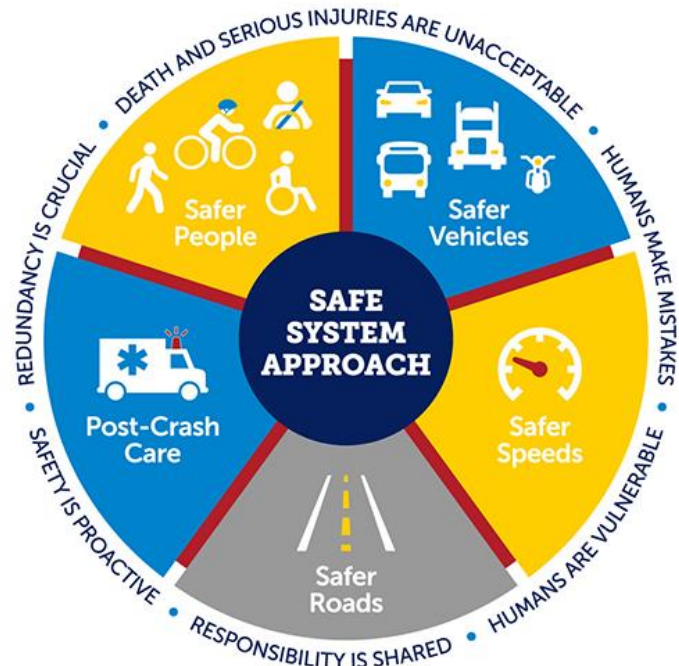 DEATH AND SERIOUS INJURIES ARE UNACCEPTABLE
HUMANS MAKE MISTAKES
HUMANS ARE VULNERABLE
RESPONSIBILITY IS SHARED
SAFETY IS PROACTIVE
REDUNDANCY IS CRUCIAL
Safer
People
Safer
Vehicles
SAFE
SYSTEM
APPROACH
Post-Crash
Care
Safer
Speeds
Safer
Roads